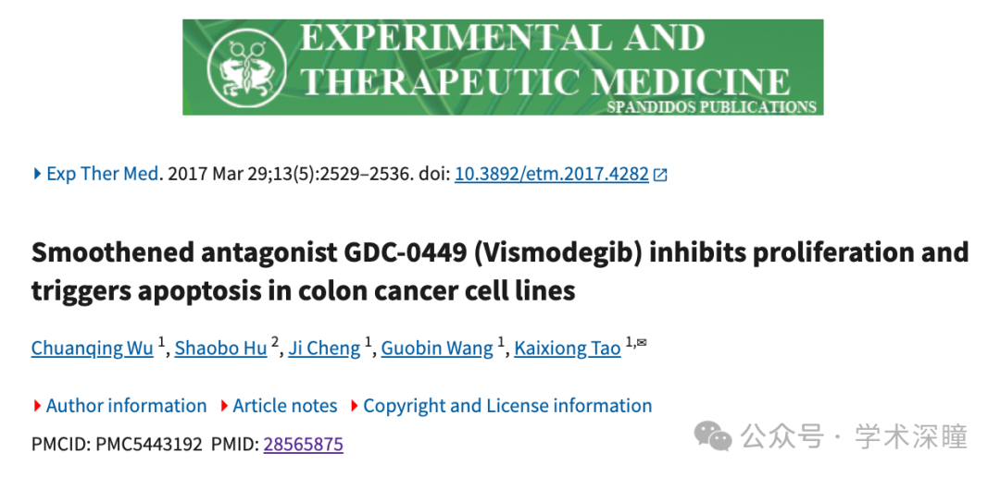 EXPERIMENTAL AND
THERAPEUTIC MEDICINE
SPANDIDOS PUBLICATIONS
Exp Ther Med. 2017 Mar 29;13(5):2529–2536. doi: 10.3892/etm.2017.4282
Smoothened antagonist GDC-0449 (Vismodegib) inhibits proliferation and
triggers apoptosis in colon cancer cell lines
Chuanqing Wu 1, Shaobo Hu 2, Ji Cheng 1, Guobin Wang 1, Kaixiong Tao 1,✉
Author information Article notes Copyright and License information
PMCID: PMC5443192 PMID: 28565875
公众号 · 学术深瞳